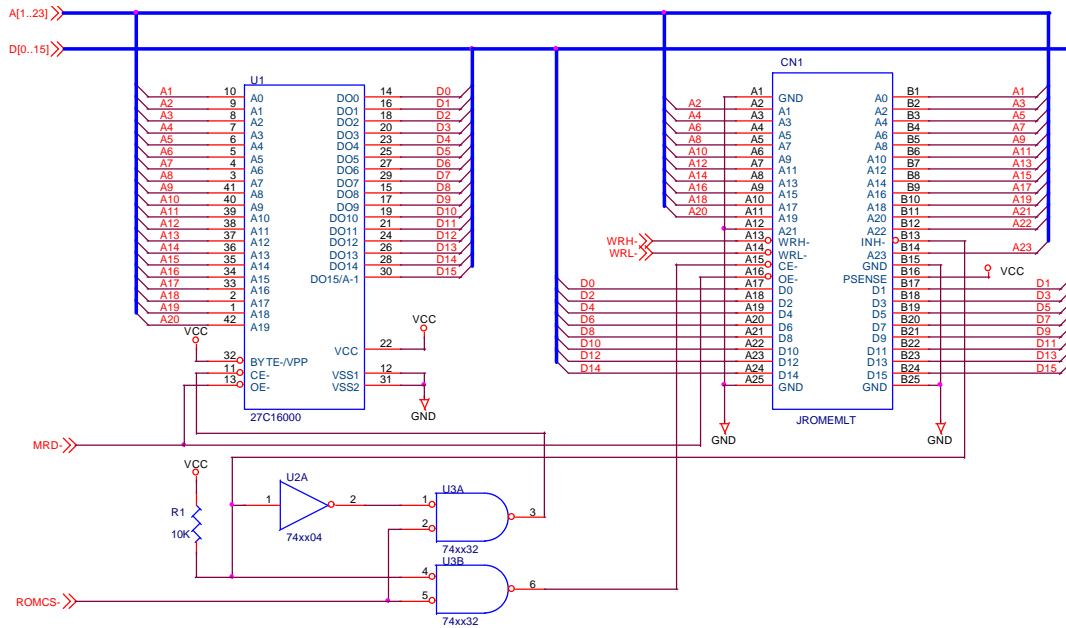 A[1..23]
D[0..15]
U1
A1 10 A0 DO0 14 D0
A2 9 A1 DO1 16 D1
A3 8 A2 DO2 18 D2
A4 7 A3 DO3 20 D3
A5 6 A4 DO4 23 D4
A6 5 A5 DO5 25 D5
A7 4 A6 DO6 27 D6
A8 3 A7 DO7 29 D7
A9 41 A8 DO8 15 D8
A10 40 A9 DO9 17 D9
A11 39 A10 DO10 19 D10
A12 38 A11 DO11 21 D11
A13 37 A12 DO12 24 D12
A14 36 A13 DO13 26 D13
A15 35 A14 DO14 28 D14
A16 34 A15 DO15/A-1 30 D15
A17 33 A16
A18 2 A17
A19 1 A18
A20 42 A19
VCC
VCC
VCC 22
32 BYTE-/VPP
11 CE- VSS1 12
13 OE- VSS2 31
GND
27C16000
CN1
A1 GND A0 B1 A1
A2 A2 A1 A2 B2 A3
A4 A3 A3 A4 B3 A5
A6 A4 A5 A6 B4 A7
A8 A5 A7 A8 B5 A9
A10 A6 A9 A10 B6 A11
A12 A7 A11 A12 B7 A13
A14 A8 A13 A14 B8 A15
A16 A9 A15 A16 B9 A17
A18 A10 A17 A18 B10 A19
A20 A11 A19 A20 B11 A21
A12 A21 A22 B12 A22
WRH- A13 WRH- INH- B13
WRL- A14 WRL- A23 B14 A23
A15 CE- GND B15
A16 OE- PSENSE B16 VCC
D0 A17 D0 D1 B17 D1
D2 A18 D2 D3 B18 D3
D4 A19 D4 D5 B19 D5
D6 A20 D6 D7 B20 D7
D8 A21 D8 D9 B21 D9
D10 A22 D10 D11 B22 D11
D12 A23 D12 D13 B23 D13
D14 A24 D14 D15 B24 D15
A25 GND GND B25
JROMEMLT
GND
GND
MRD-
VCC
R1
10K
U2A
1 2
74xx04
U3A
1
2
3
74xx32
U3B
4
5
6
74xx32
ROMCS-